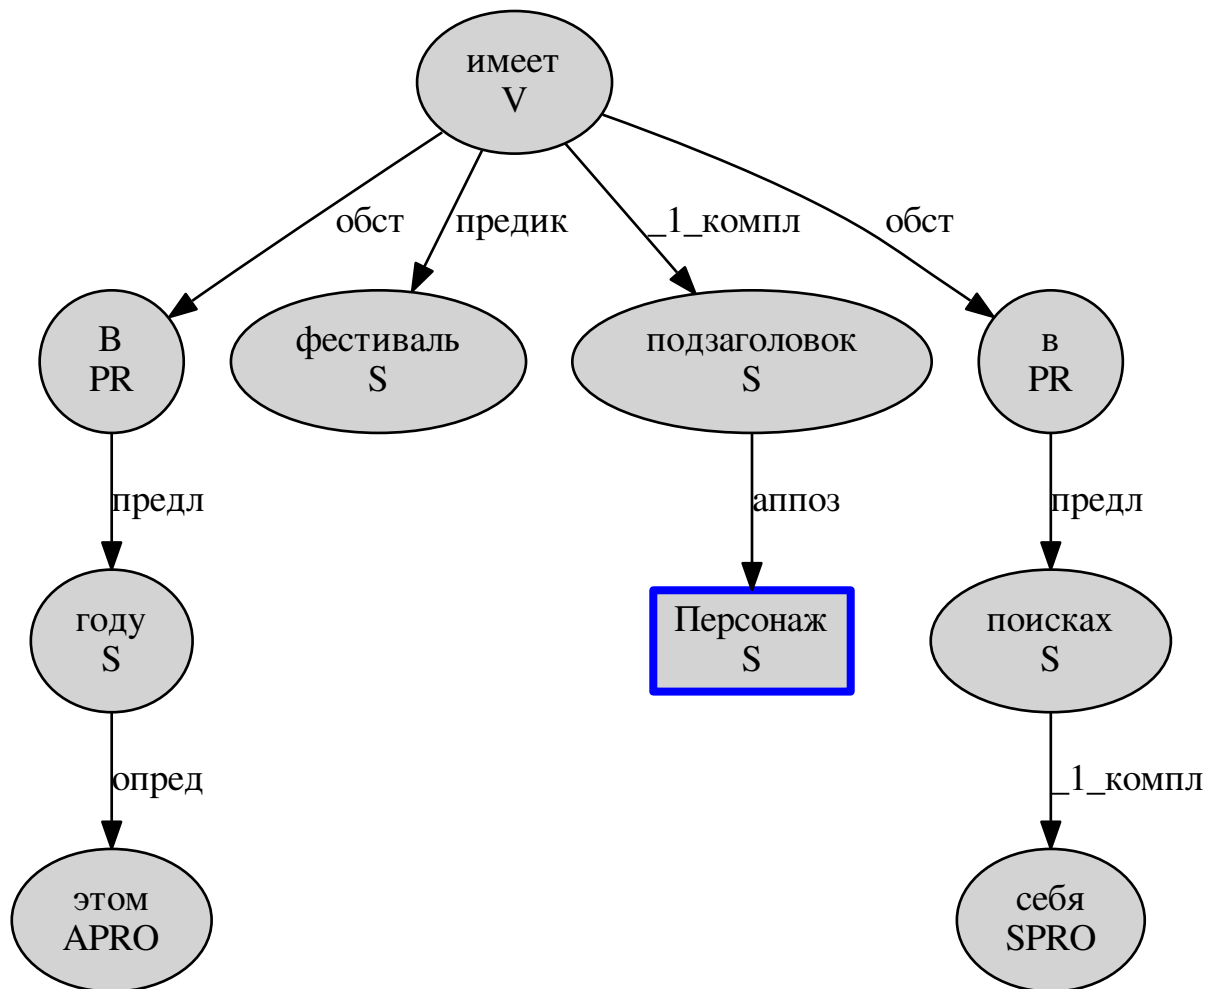 имеет
V
обст
предик
_1_компл
обст
В
PR
фестиваль
S
подзаголовок
S
в
PR
предл
аппоз
предл
году
S
Персонаж
S
поисках
S
опред
_1_компл
этом
APRO
себя
SPRO